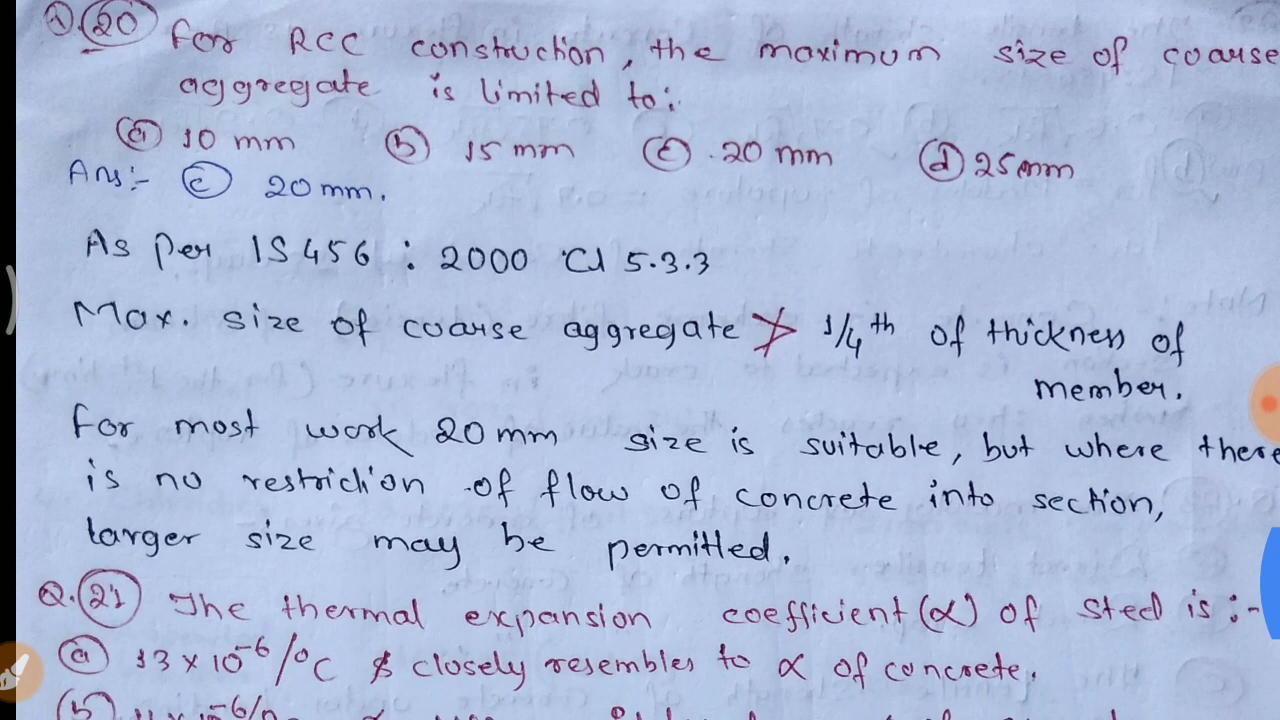 Q.(20) For RCC construction, the maximum size of coarse
aggregate is limited to:
(a) 10 mm (b) 15 mm (c) 20 mm (d) 25mm
Ans:- (c) 20 mm.
As per IS 456 : 2000 Cl 5.3.3
Max. size of coarse aggregate ≯ 1/4th of thickness of
member.
For most work 20 mm size is suitable, but where there
is no restriction of flow of concrete into section,
larger size may be permitted.
Q.(21) The thermal expansion coefficient (α) of steel is :-
(a) 13 x 10⁻⁶/°C & closely resembles to α of concrete.
(b)